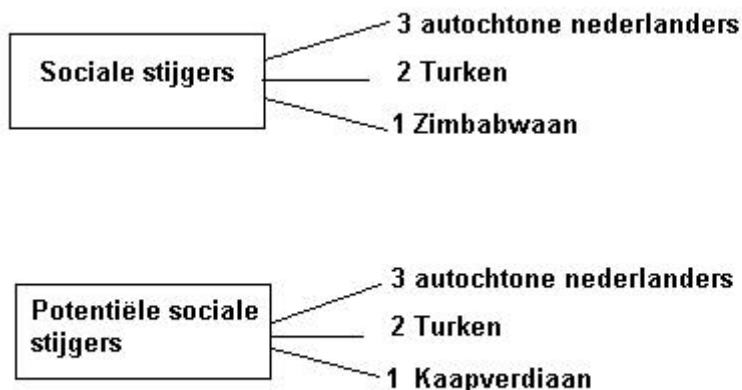 3 autochtone nederlanders
Sociale stijgers
2 Turken
1 Zimbabwaan
3 autochtone nederlanders
Potentiële sociale
stijgers
2 Turken
1 Kaapverdiaan